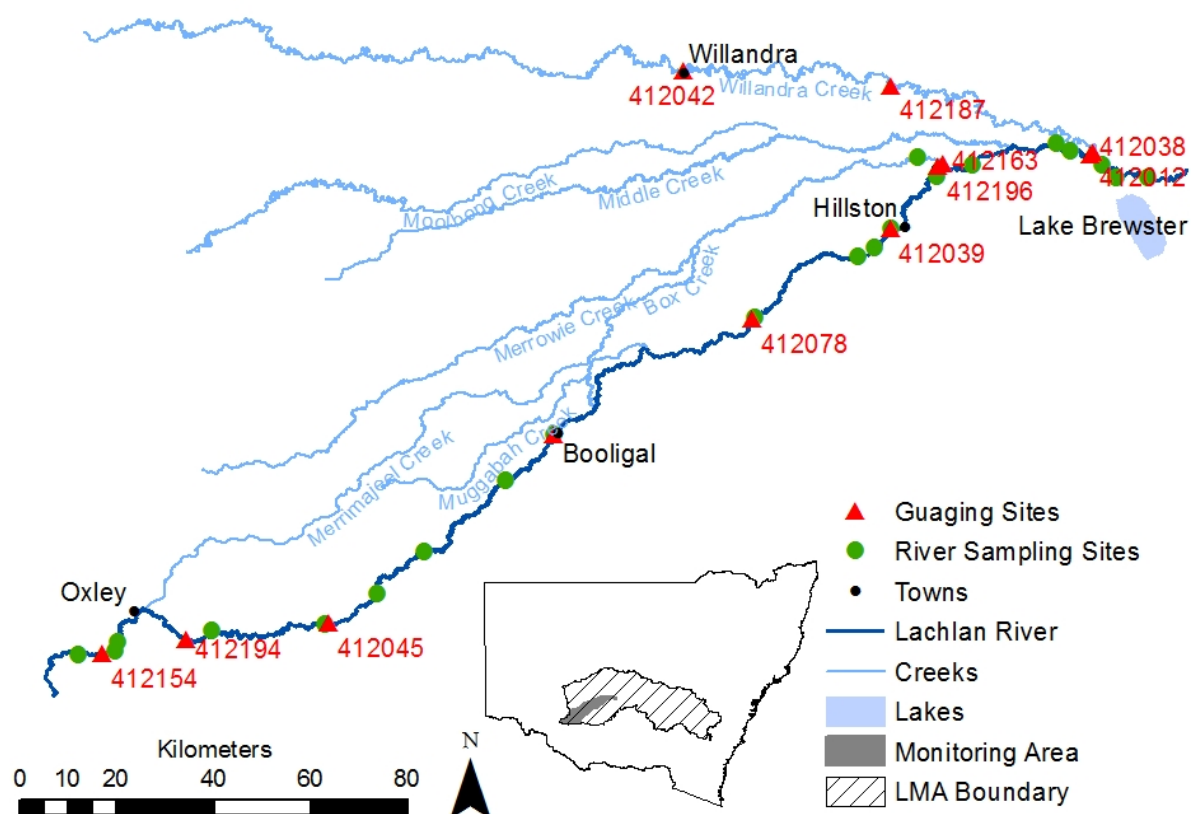 Willandra
412042
Willandra Creek
412187
412038
412163
412012
412196
Moolbong Creek
Middle Creek
Hillston
Lake Brewster
412039
Box Creek
Merrowie Creek
412078
Booligal
Muggabah Creek
Merrimajeel Creek
Oxley
412194
412045
412154
Guaging Sites
River Sampling Sites
Towns
Lachlan River
Creeks
Lakes
Monitoring Area
LMA Boundary
Kilometers
0 10 20 40 60 80
N